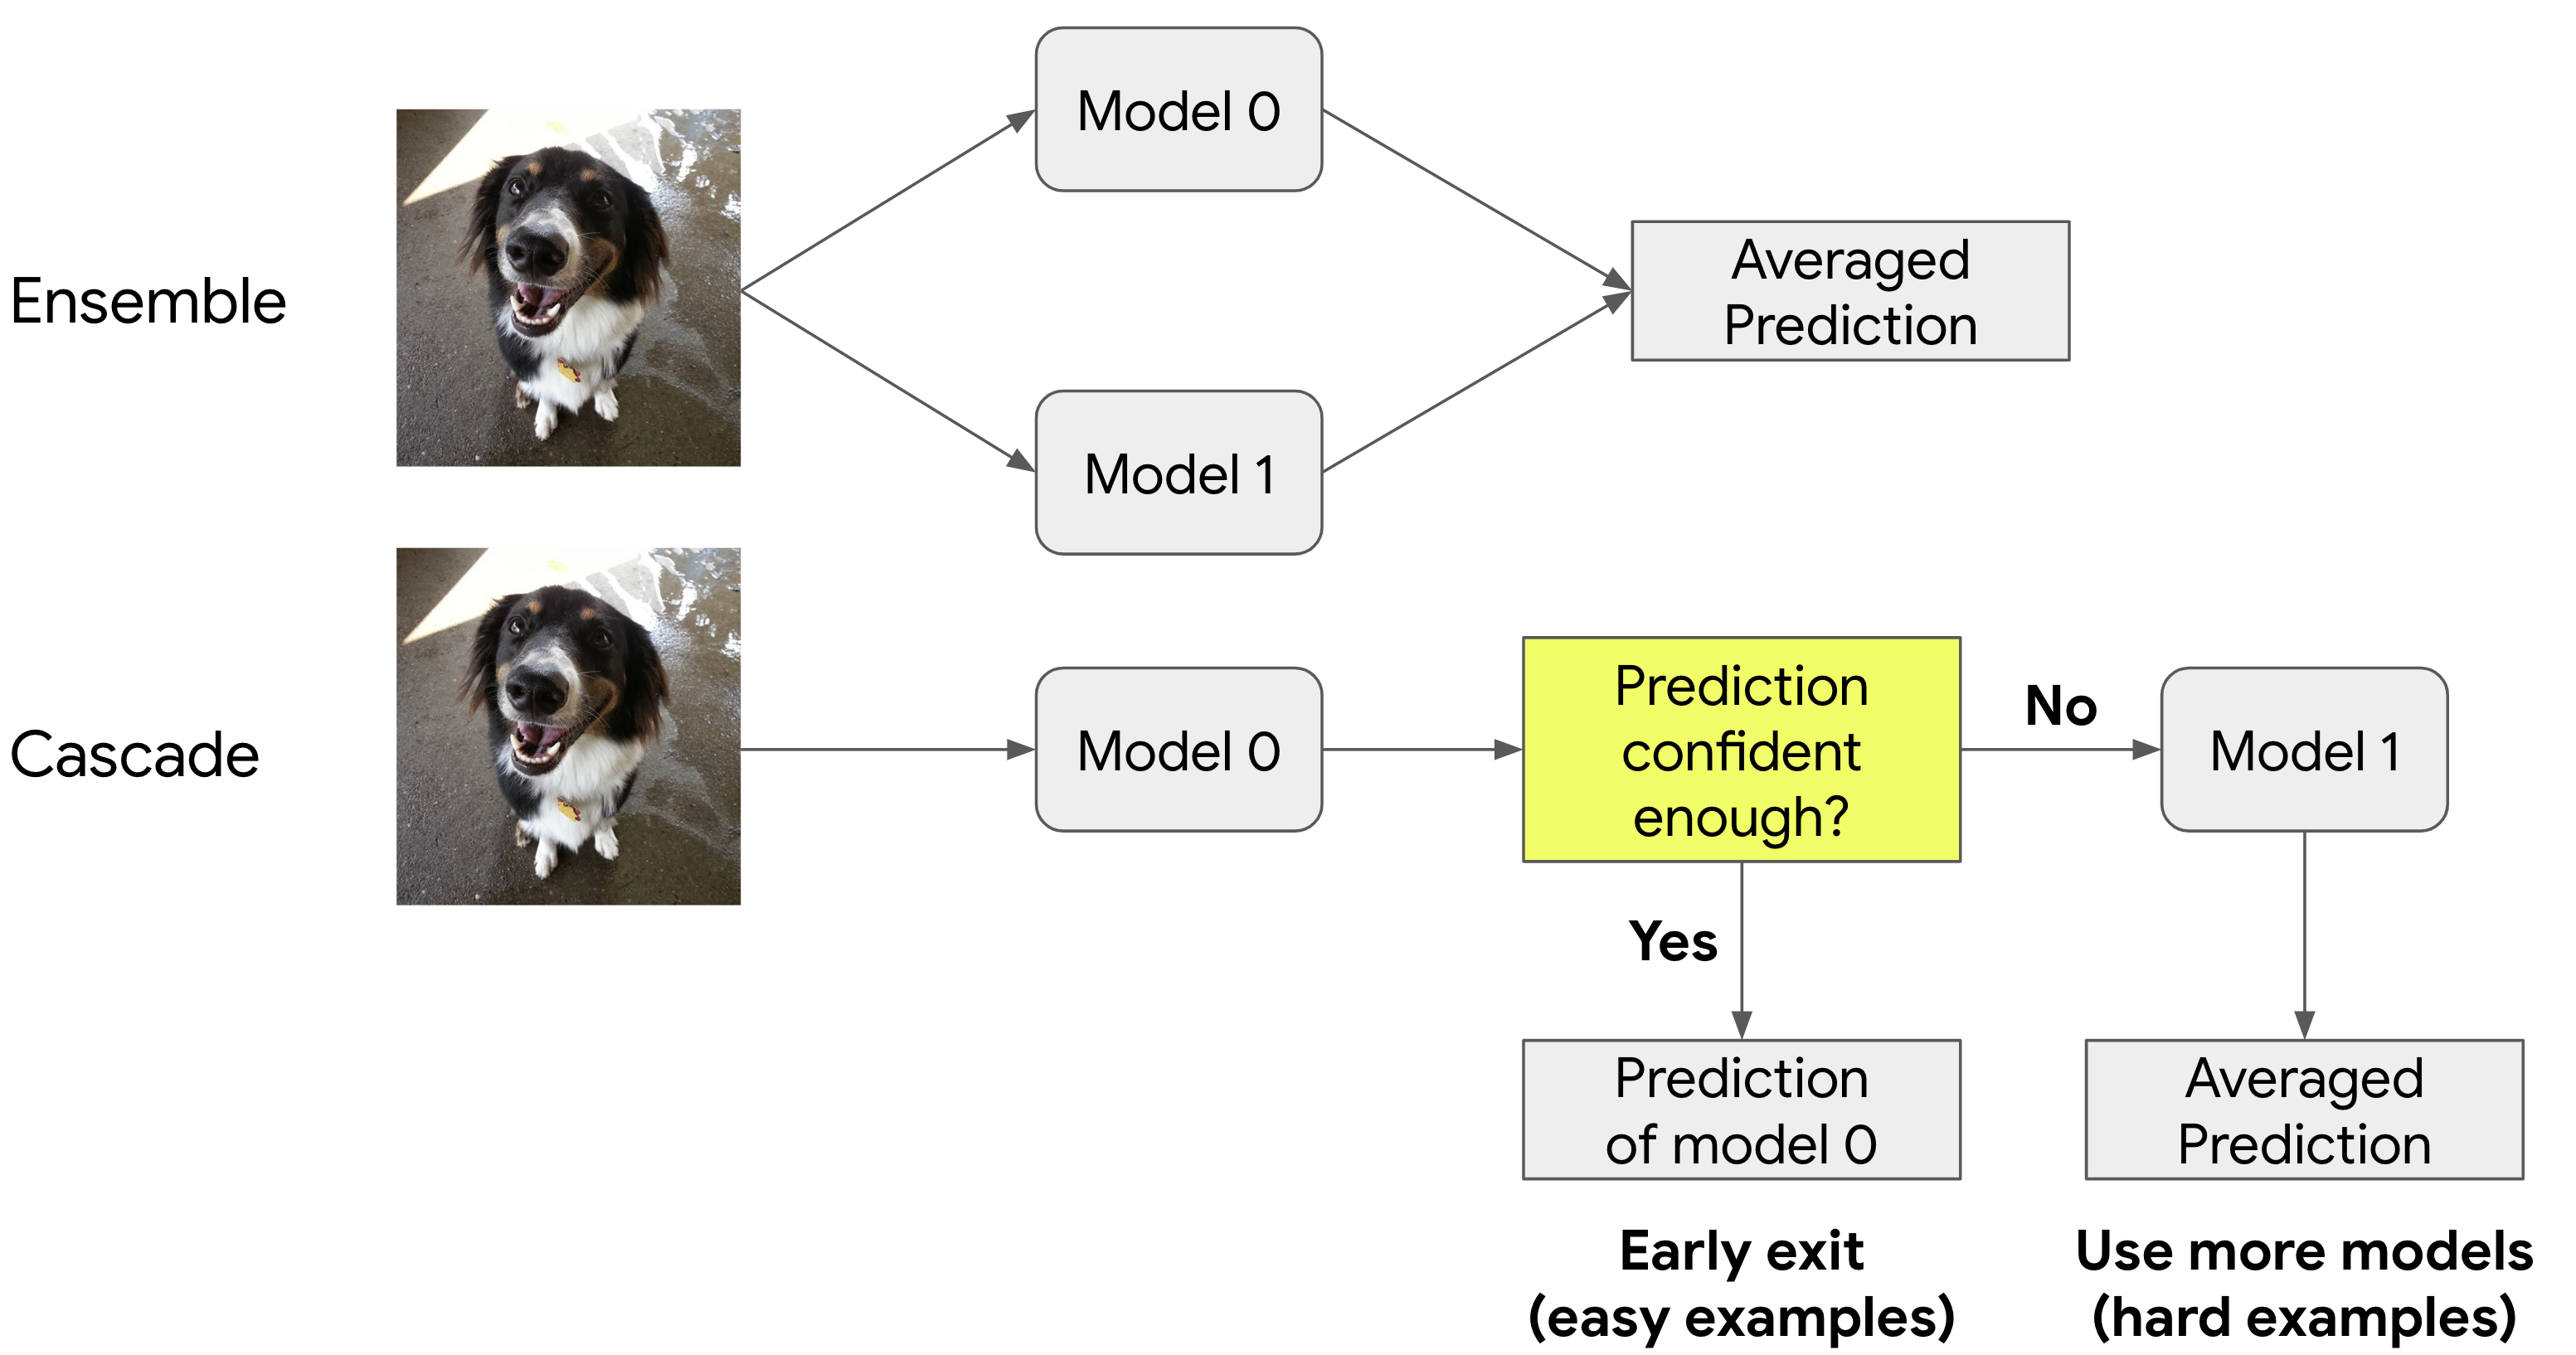 Ensemble
Model 0
Model 1
Averaged
Prediction
Cascade
Model 0
Prediction
confident
enough?
No
Model 1
Yes
Prediction
of model 0
Averaged
Prediction
Early exit
(easy examples)
Use more models
(hard examples)